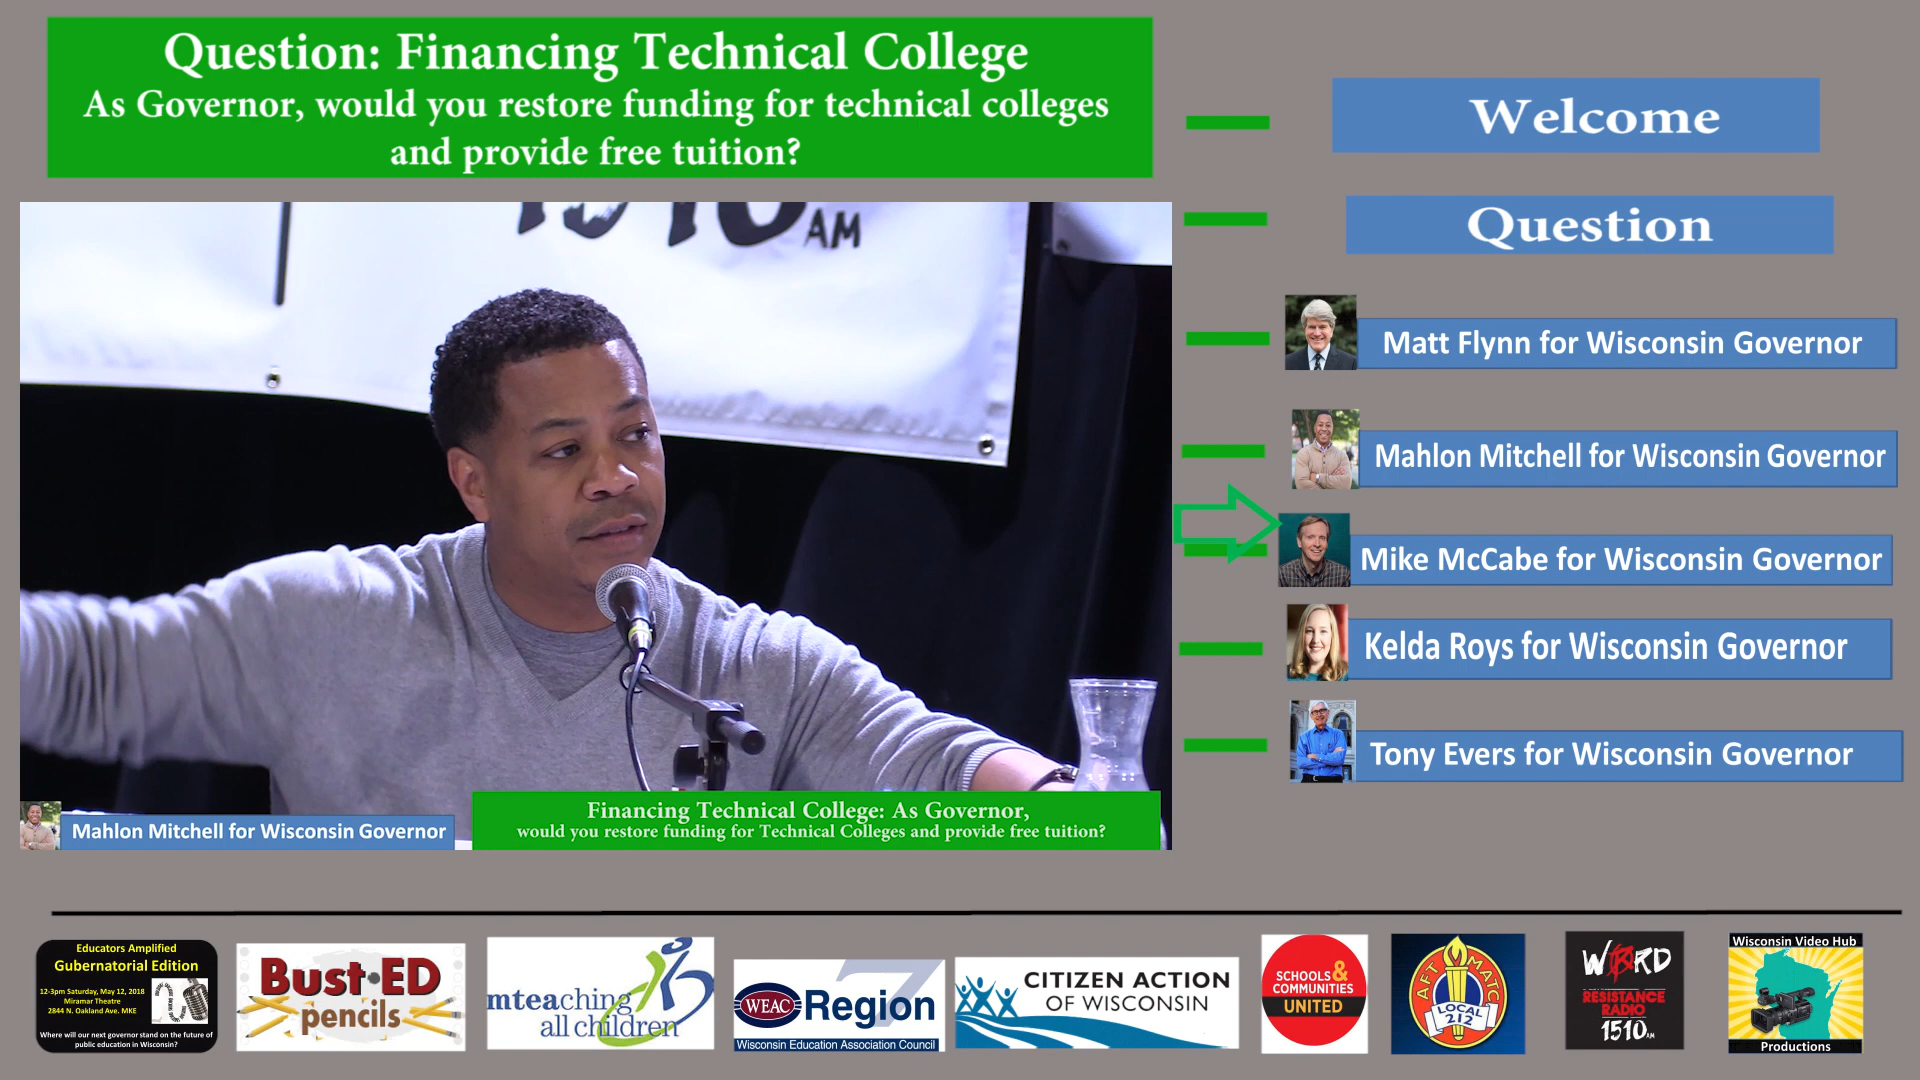 Question: Financing Technical College
As Governor, would you restore funding for technical colleges
and provide free tuition?
Welcome
Question
1510 AM
Matt Flynn for Wisconsin Governor
Mahlon Mitchell for Wisconsin Governor
Mike McCabe for Wisconsin Governor
Kelda Roys for Wisconsin Governor
Tony Evers for Wisconsin Governor
Mahlon Mitchell for Wisconsin Governor
Financing Technical College: As Governor,
would you restore funding for Technical Colleges and provide free tuition?
Educators Amplified
Gubernatorial Edition
12-3pm Saturday, May 12, 2018
Miramar Theatre
2844 N. Oakland Ave. MKE
Where will our next governor stand on the future of
public education in Wisconsin?
Bust•ED
pencils
mteaching
all children
7
WEAC Region
Wisconsin Education Association Council
CITIZEN ACTION
OF WISCONSIN
SCHOOLS &
COMMUNITIES
UNITED
AFT MATC
LOCAL
212
WRRD
RESISTANCE
RADIO
1510 AM
Wisconsin Video Hub
Productions